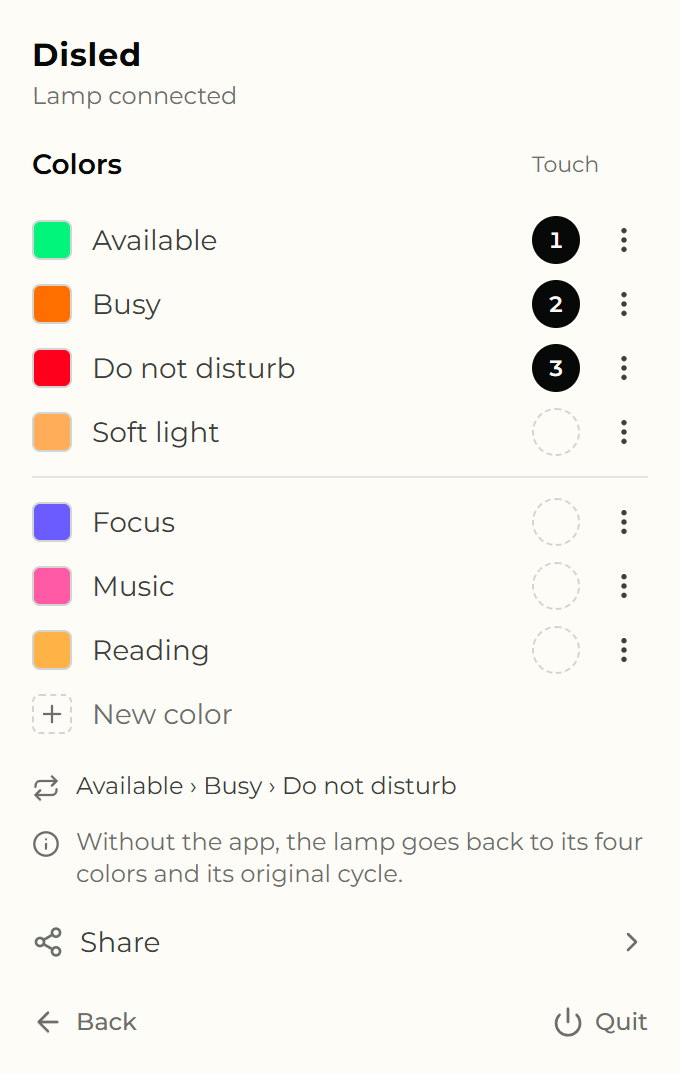 Disled
Lamp connected
Colors Touch
Available 1
Busy 2
Do not disturb 3
Soft light
Focus
Music
Reading
New color
Available › Busy › Do not disturb
Without the app, the lamp goes back to its four
colors and its original cycle.
Share
Back Quit